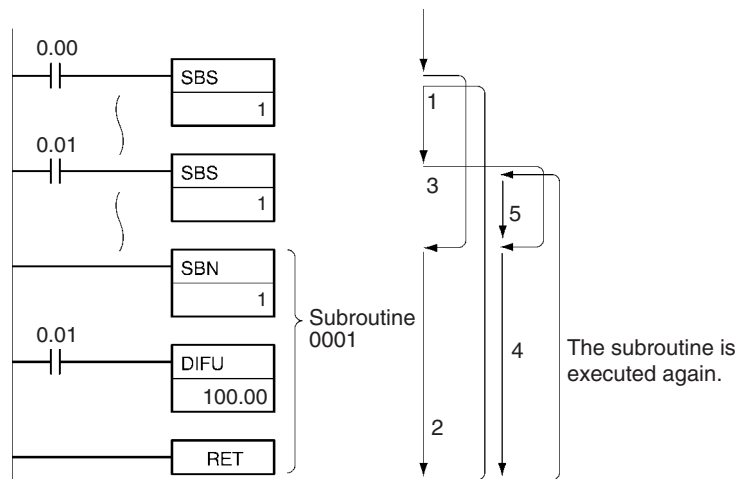 0.00
SBS
1
0.01
SBS
1
SBN
1
Subroutine
0001
0.01
DIFU
100.00
RET
1
3
5
4
2
The subroutine is
executed again.